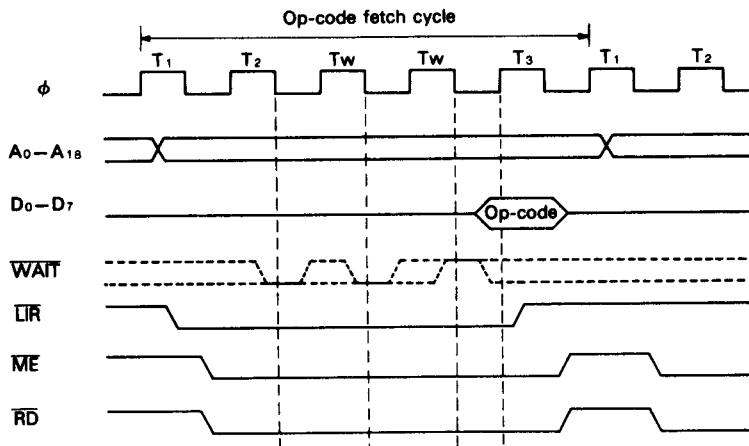 Op-code fetch cycle
T1 T2 Tw Tw T3 T1 T2
ϕ
A0–A18
D0–D7
Op-code
WAIT
LIR
ME
RD